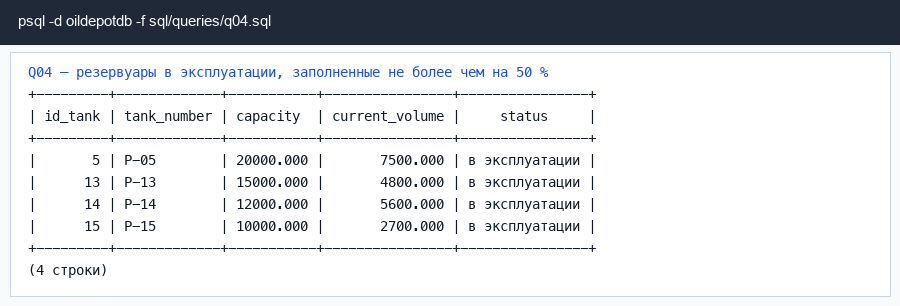 psql -d oildepotdb -f sql/queries/q04.sql
Q04 — резервуары в эксплуатации, заполненные не более чем на 50 %
+—————————+—————————————+———————————+————————————————+————————————————+
| id_tank | tank_number | capacity  | current_volume |     status     |
+—————————+—————————————+———————————+————————————————+————————————————+
|       5 | Р—05        | 20000.000 |       7500.000 | в эксплуатации |
|      13 | Р—13        | 15000.000 |       4800.000 | в эксплуатации |
|      14 | Р—14        | 12000.000 |       5600.000 | в эксплуатации |
|      15 | Р—15        | 10000.000 |       2700.000 | в эксплуатации |
+—————————+—————————————+———————————+————————————————+————————————————+
(4 строки)